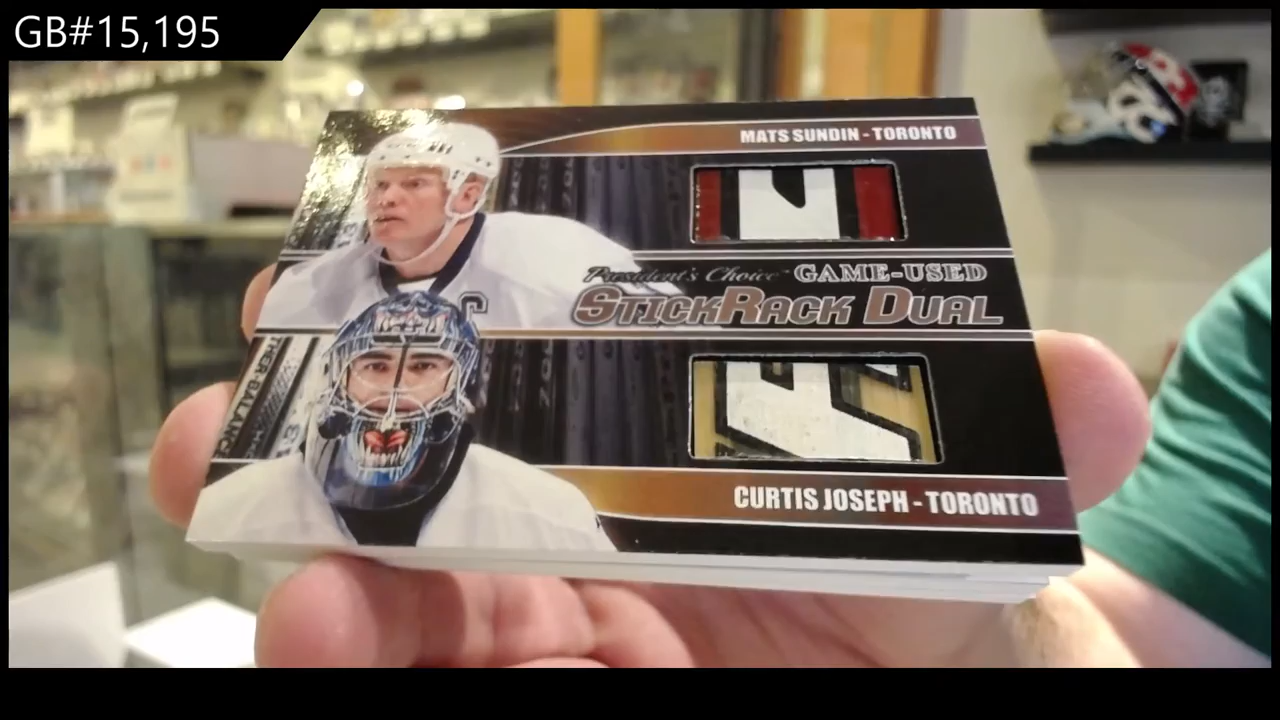 GB#15,195
MATS SUNDIN - TORONTO
President's Choice GAME-USED
STICKRACK DUAL
CURTIS JOSEPH - TORONTO